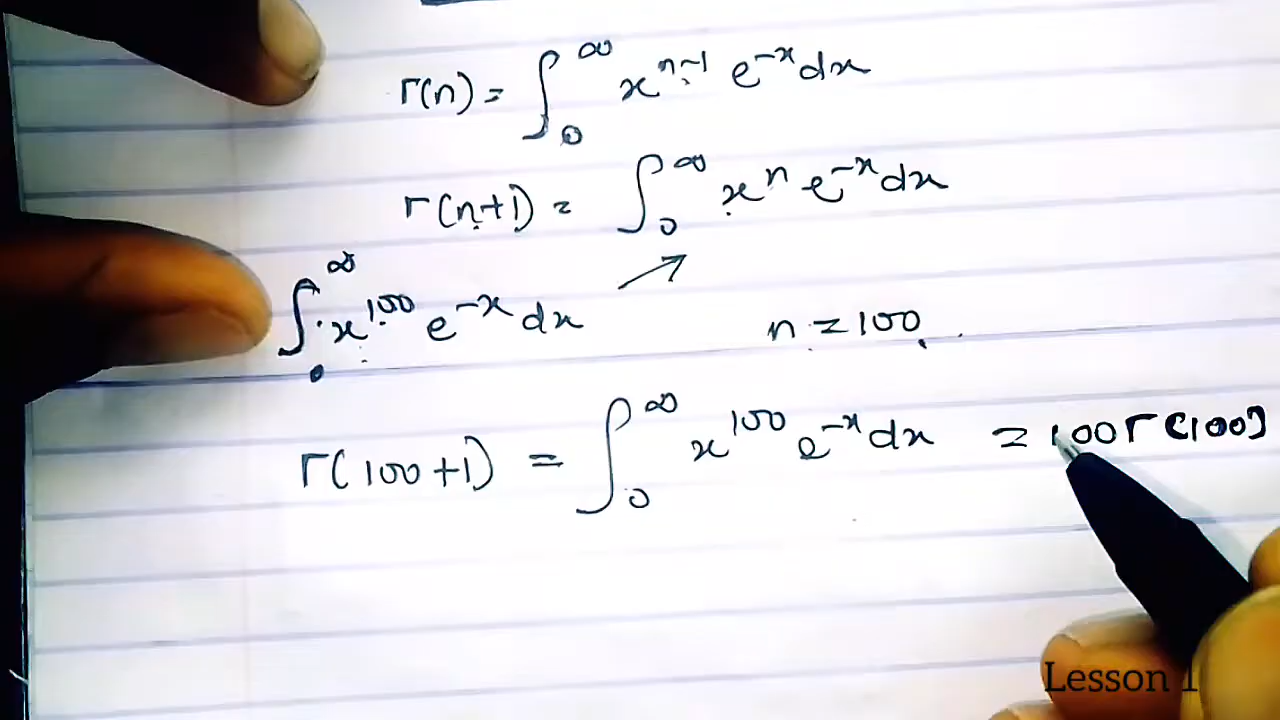 Γ(n) = ∫₀^∞ x^{n-1} e^{-x} dx
Γ(n+1) = ∫₀^∞ x^n e^{-x} dx
∫₀^∞ x^{100} e^{-x} dx
n = 100
Γ(100+1) = ∫₀^∞ x^{100} e^{-x} dx = 100Γ(100)
Lesson 1